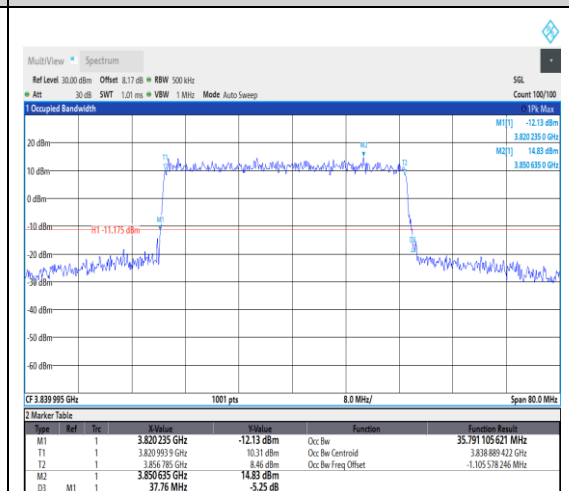 MultiView Spectrum
Ref Level 30.00 dBm Offset 8.17 dB RBW 500 kHz SGL
Att 30 dB SWT 1.01 ms VBW 1 MHz Mode Auto Sweep Count 100/100
1 Occupied Bandwidth 1Pk Max
M1[1] -12.13 dBm
3.820 235 0 GHz
M2[1] 14.83 dBm
3.850 635 0 GHz
20 dBm
M2
T1
T2
10 dBm
0 dBm
M1
-10 dBm
H1 -11.175 dBm
-20 dBm
-30 dBm
-40 dBm
-50 dBm
-60 dBm
CF 3.839 995 GHz 1001 pts 8.0 MHz/ Span 80.0 MHz
2 Marker Table
Type Ref Trc X-Value Y-Value Function Function Result
M1 1 3.820 235 GHz -12.13 dBm Occ Bw 35.791 105 621 MHz
T1 1 3.820 993 9 GHz 10.31 dBm Occ Bw Centroid 3.838 889 422 GHz
T2 1 3.856 785 GHz 8.46 dBm Occ Bw Freq Offset -1.105 578 246 MHz
M2 1 3.850 635 GHz 14.83 dBm
D3 M1 1 37.76 MHz -5.25 dB